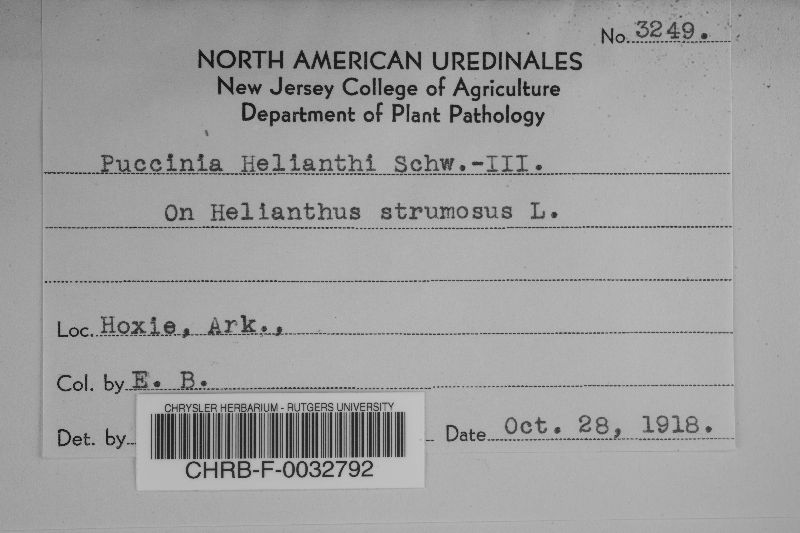 No. 3249.
NORTH AMERICAN UREDINALES
New Jersey College of Agriculture
Department of Plant Pathology
Puccinia Helianthi Schw.-III.
On Helianthus strumosus L.
Loc. Hoxie, Ark.,
Col. by E. B.
Det. by
CHRYSLER HERBARIUM - RUTGERS UNIVERSITY
CHRB-F-0032792
Date Oct. 28, 1918.